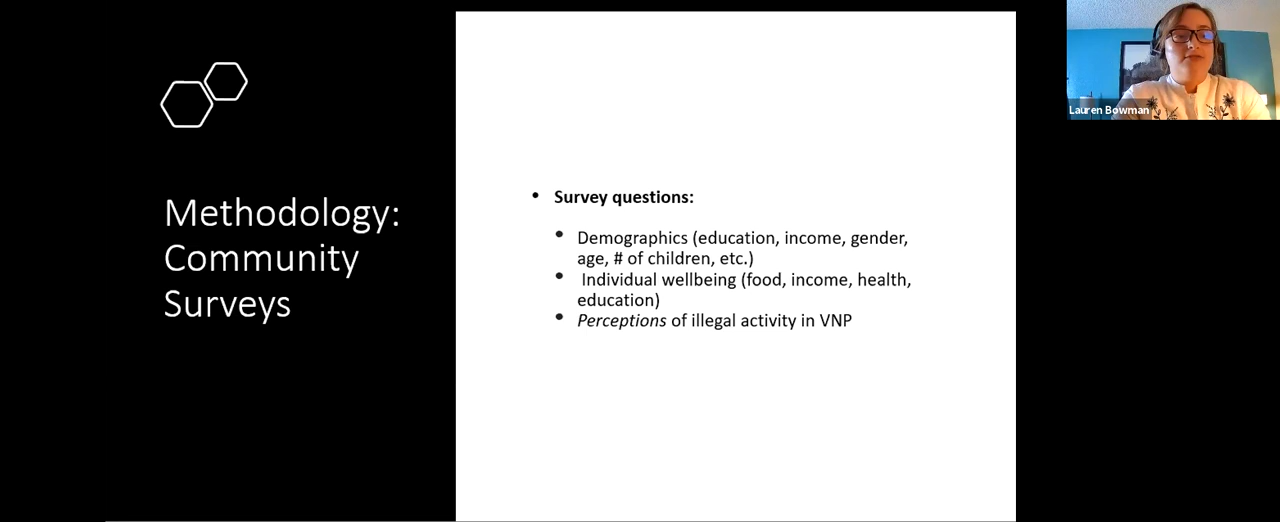 Methodology:
Community
Surveys
• Survey questions:
• Demographics (education, income, gender,
age, # of children, etc.)
• Individual wellbeing (food, income, health,
education)
• Perceptions of illegal activity in VNP
Lauren Bowman